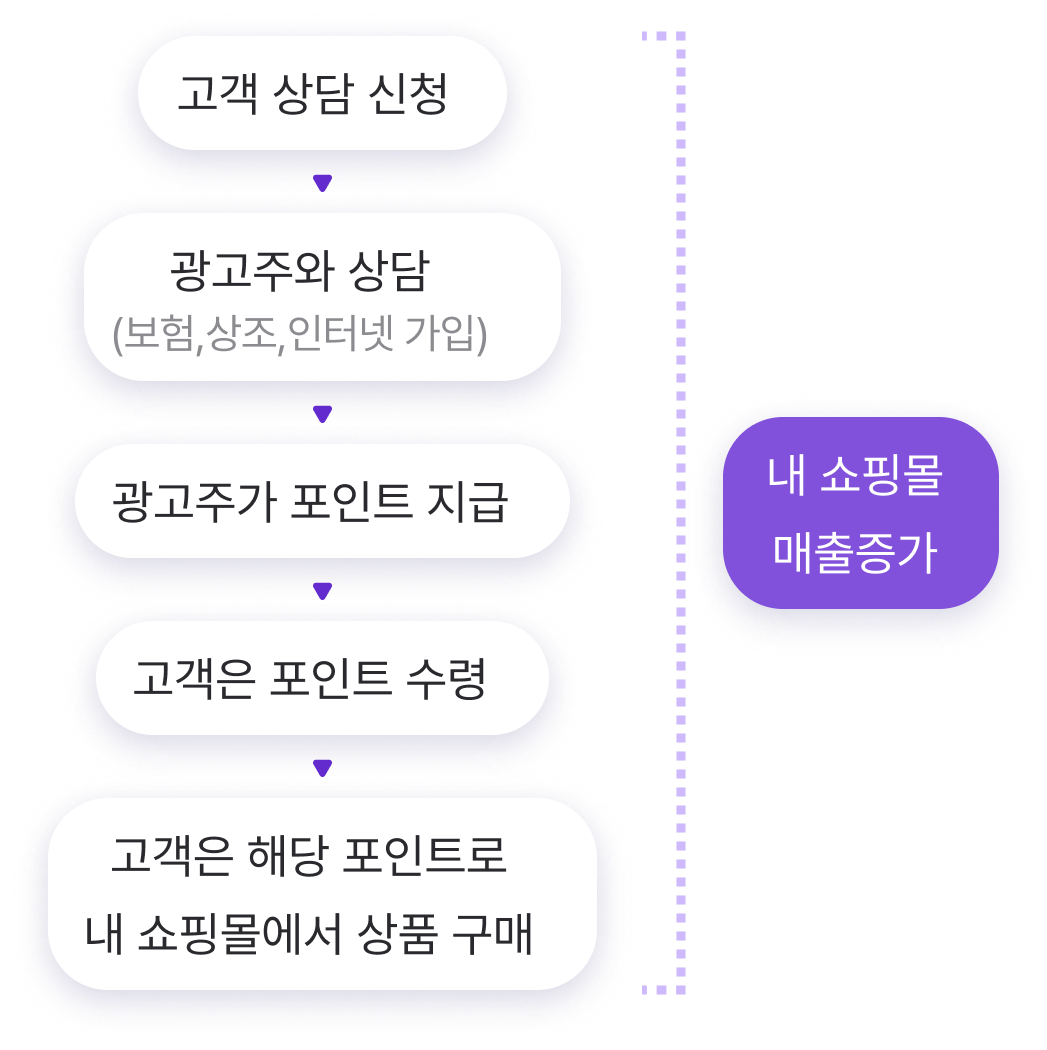 고객 상담 신청
광고주와 상담
(보험,상조,인터넷 가입)
광고주가 포인트 지급
고객은 포인트 수령
고객은 해당 포인트로
내 쇼핑몰에서 상품 구매
내 쇼핑몰
매출증가